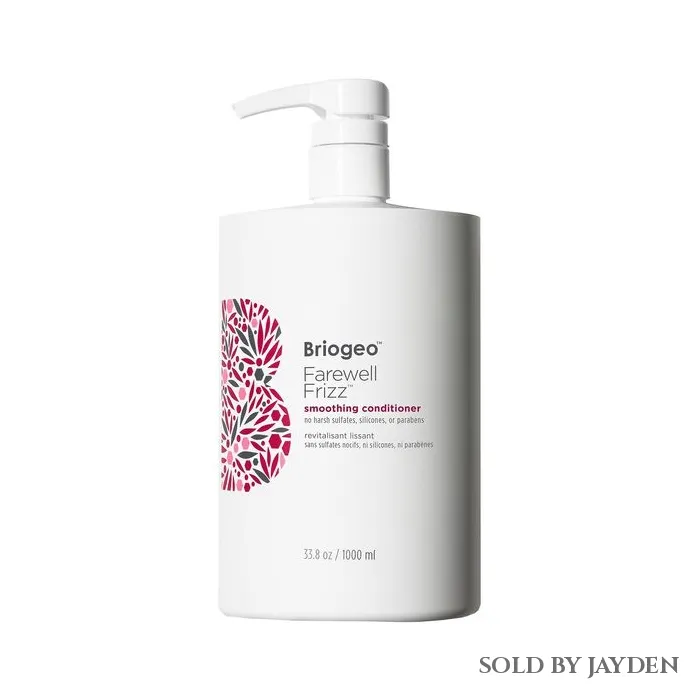 Briogeo™
Farewell
Frizz™
smoothing conditioner
no harsh sulfates, silicones, or parabens
revitalisant lissant
sans sulfates nocifs, ni silicones, ni parabènes
33.8 oz / 1000 ml
SOLD BY JAYDEN